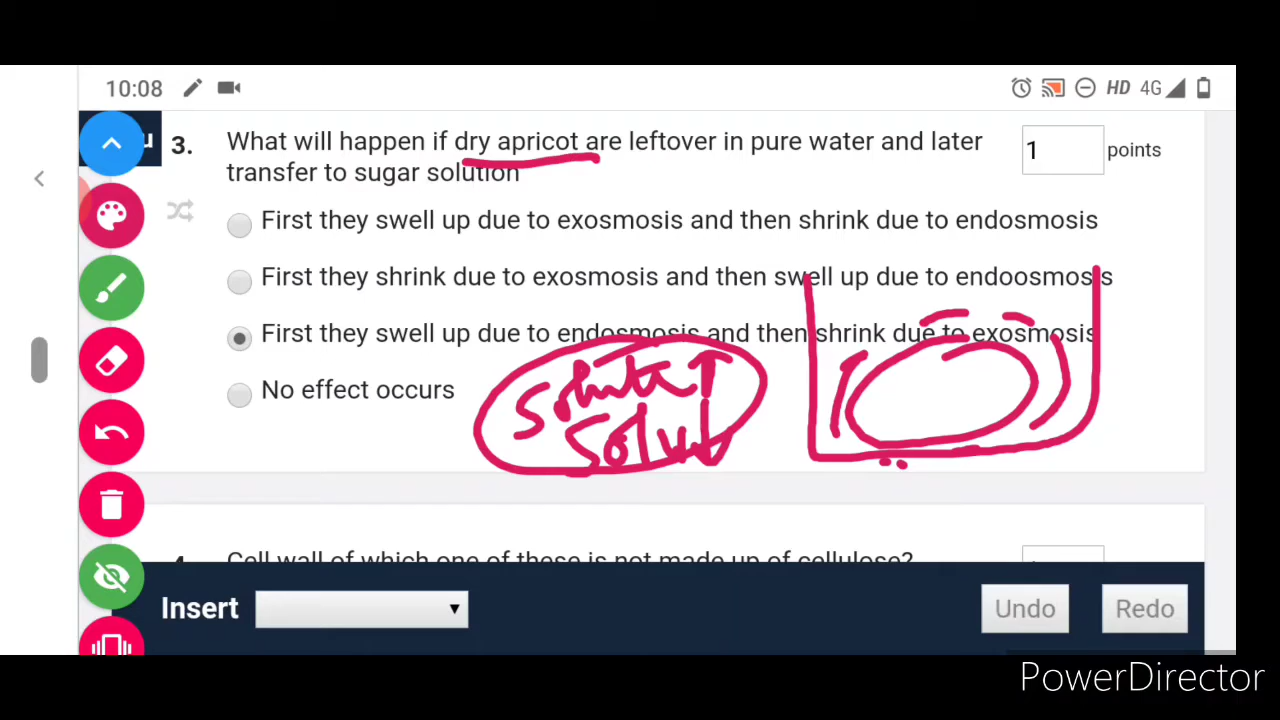 10:08
HD 4G
u
3. What will happen if dry apricot are leftover in pure water and later
transfer to sugar solution
1 points
First they swell up due to exosmosis and then shrink due to endosmosis
First they shrink due to exosmosis and then swell up due to endoosmosis
First they swell up due to endosmosis and then shrink due to exosmosis
No effect occurs
Solute ↑
Solv ↓
Cell wall of which one of these is not made up of cellulose?
Insert
Undo
Redo
PowerDirector